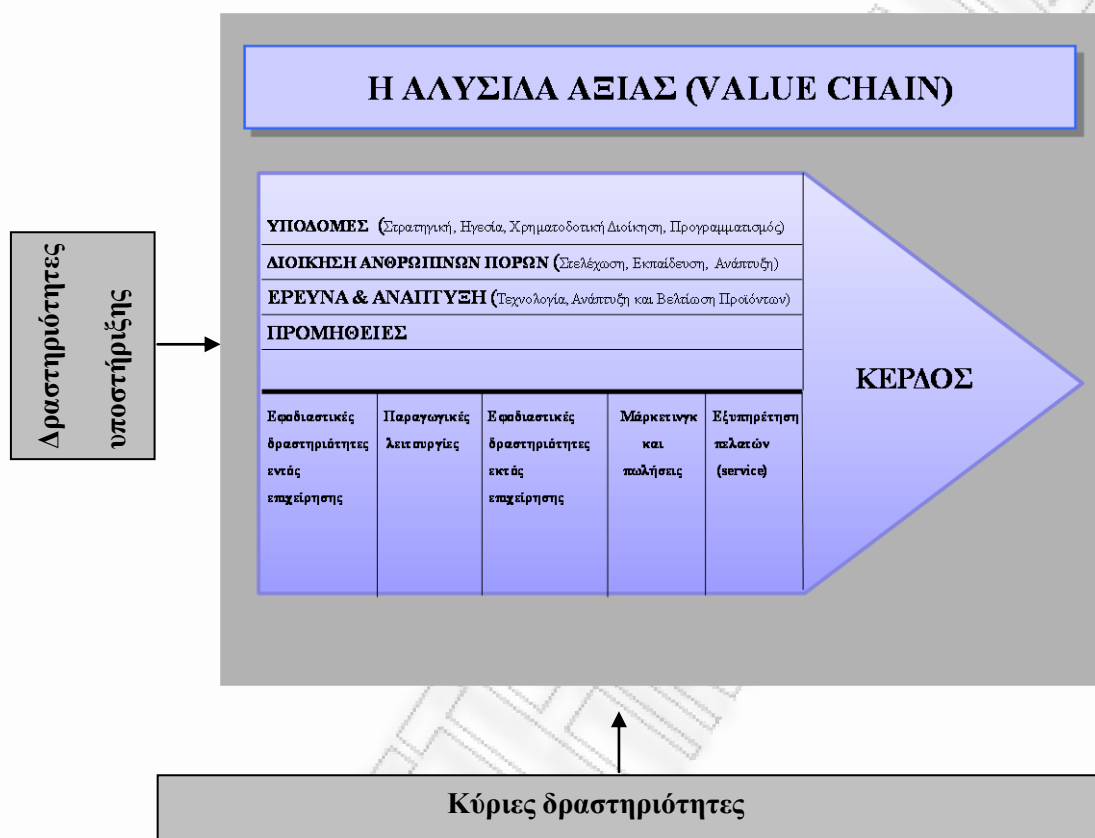 Η ΑΛΥΣΙΔΑ ΑΞΙΑΣ (VALUE CHAIN)
Δραστηριότητες
υποστήριξης
ΥΠΟΔΟΜΕΣ (Στρατηγική, Ηγεσία, Χρηματοδοτική Διοίκηση, Προγραμματισμός)
ΔΙΟΙΚΗΣΗ ΑΝΘΡΩΠΙΝΩΝ ΠΟΡΩΝ (Στελέχωση, Εκπαίδευση, Ανάπτυξη)
ΕΡΕΥΝΑ & ΑΝΑΠΤΥΞΗ (Τεχνολογία, Ανάπτυξη και Βελτίωση Προϊόντων)
ΠΡΟΜΗΘΕΙΕΣ
Εφοδιαστικές
δραστηριότητες
εντός
επιχείρησης
Παραγωγικές
λειτουργίες
Εφοδιαστικές
δραστηριότητες
εκτός
επιχείρησης
Μάρκετινγκ
και
πωλήσεις
Εξυπηρέτηση
πελατών
(service)
ΚΕΡΔΟΣ
Κύριες δραστηριότητες